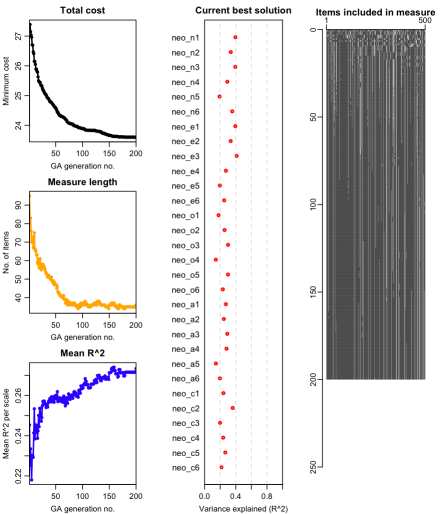 Total cost
Minimum cost
27
26
25
24
50
100
150
200
GA generation no.
Measure length
No. of items
90
80
70
60
50
40
50
100
150
200
GA generation no.
Mean R^2
Mean R^2 per scale
0.26
0.24
0.22
50
100
150
200
GA generation no.
Current best solution
neo_n1
neo_n2
neo_n3
neo_n4
neo_n5
neo_n6
neo_e1
neo_e2
neo_e3
neo_e4
neo_e5
neo_e6
neo_o1
neo_o2
neo_o3
neo_o4
neo_o5
neo_o6
neo_a1
neo_a2
neo_a3
neo_a4
neo_a5
neo_a6
neo_c1
neo_c2
neo_c3
neo_c4
neo_c5
neo_c6
0.0
0.4
0.8
Variance explained (R^2)
Items included in measure
1
500
0
50
100
150
200
250